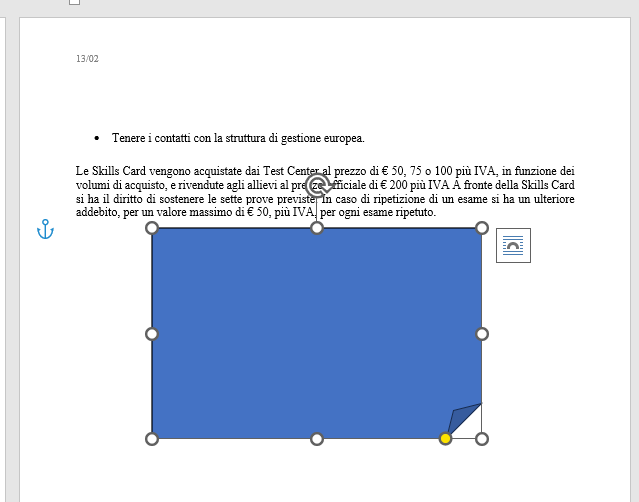 13/02
• Tenere i contatti con la struttura di gestione europea.
Le Skills Card vengono acquistate dai Test Center al prezzo di € 50, 75 o 100 più IVA, in funzione dei
volumi di acquisto, e rivendute agli allievi al prezzo ufficiale di € 200 più IVA A fronte della Skills Card
si ha il diritto di sostenere le sette prove previste. In caso di ripetizione di un esame si ha un ulteriore
addebito, per un valore massimo di € 50, più IVA, per ogni esame ripetuto.